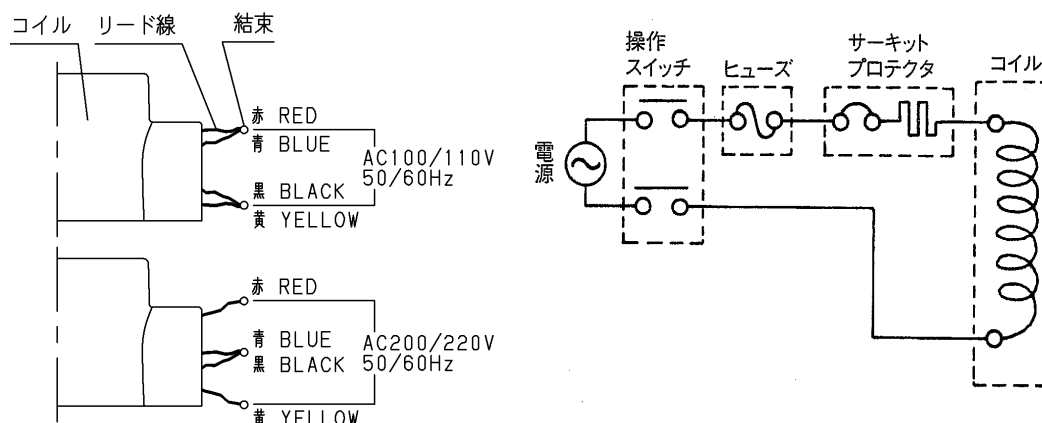 コイル
リード線
結束
赤 RED
青 BLUE
AC100/110V
50/60Hz
黒 BLACK
黄 YELLOW
赤 RED
青 BLUE
黒 BLACK
AC200/220V
50/60Hz
黄 YELLOW
操作
スイッチ
ヒューズ
サーキット
プロテクタ
コイル
電源